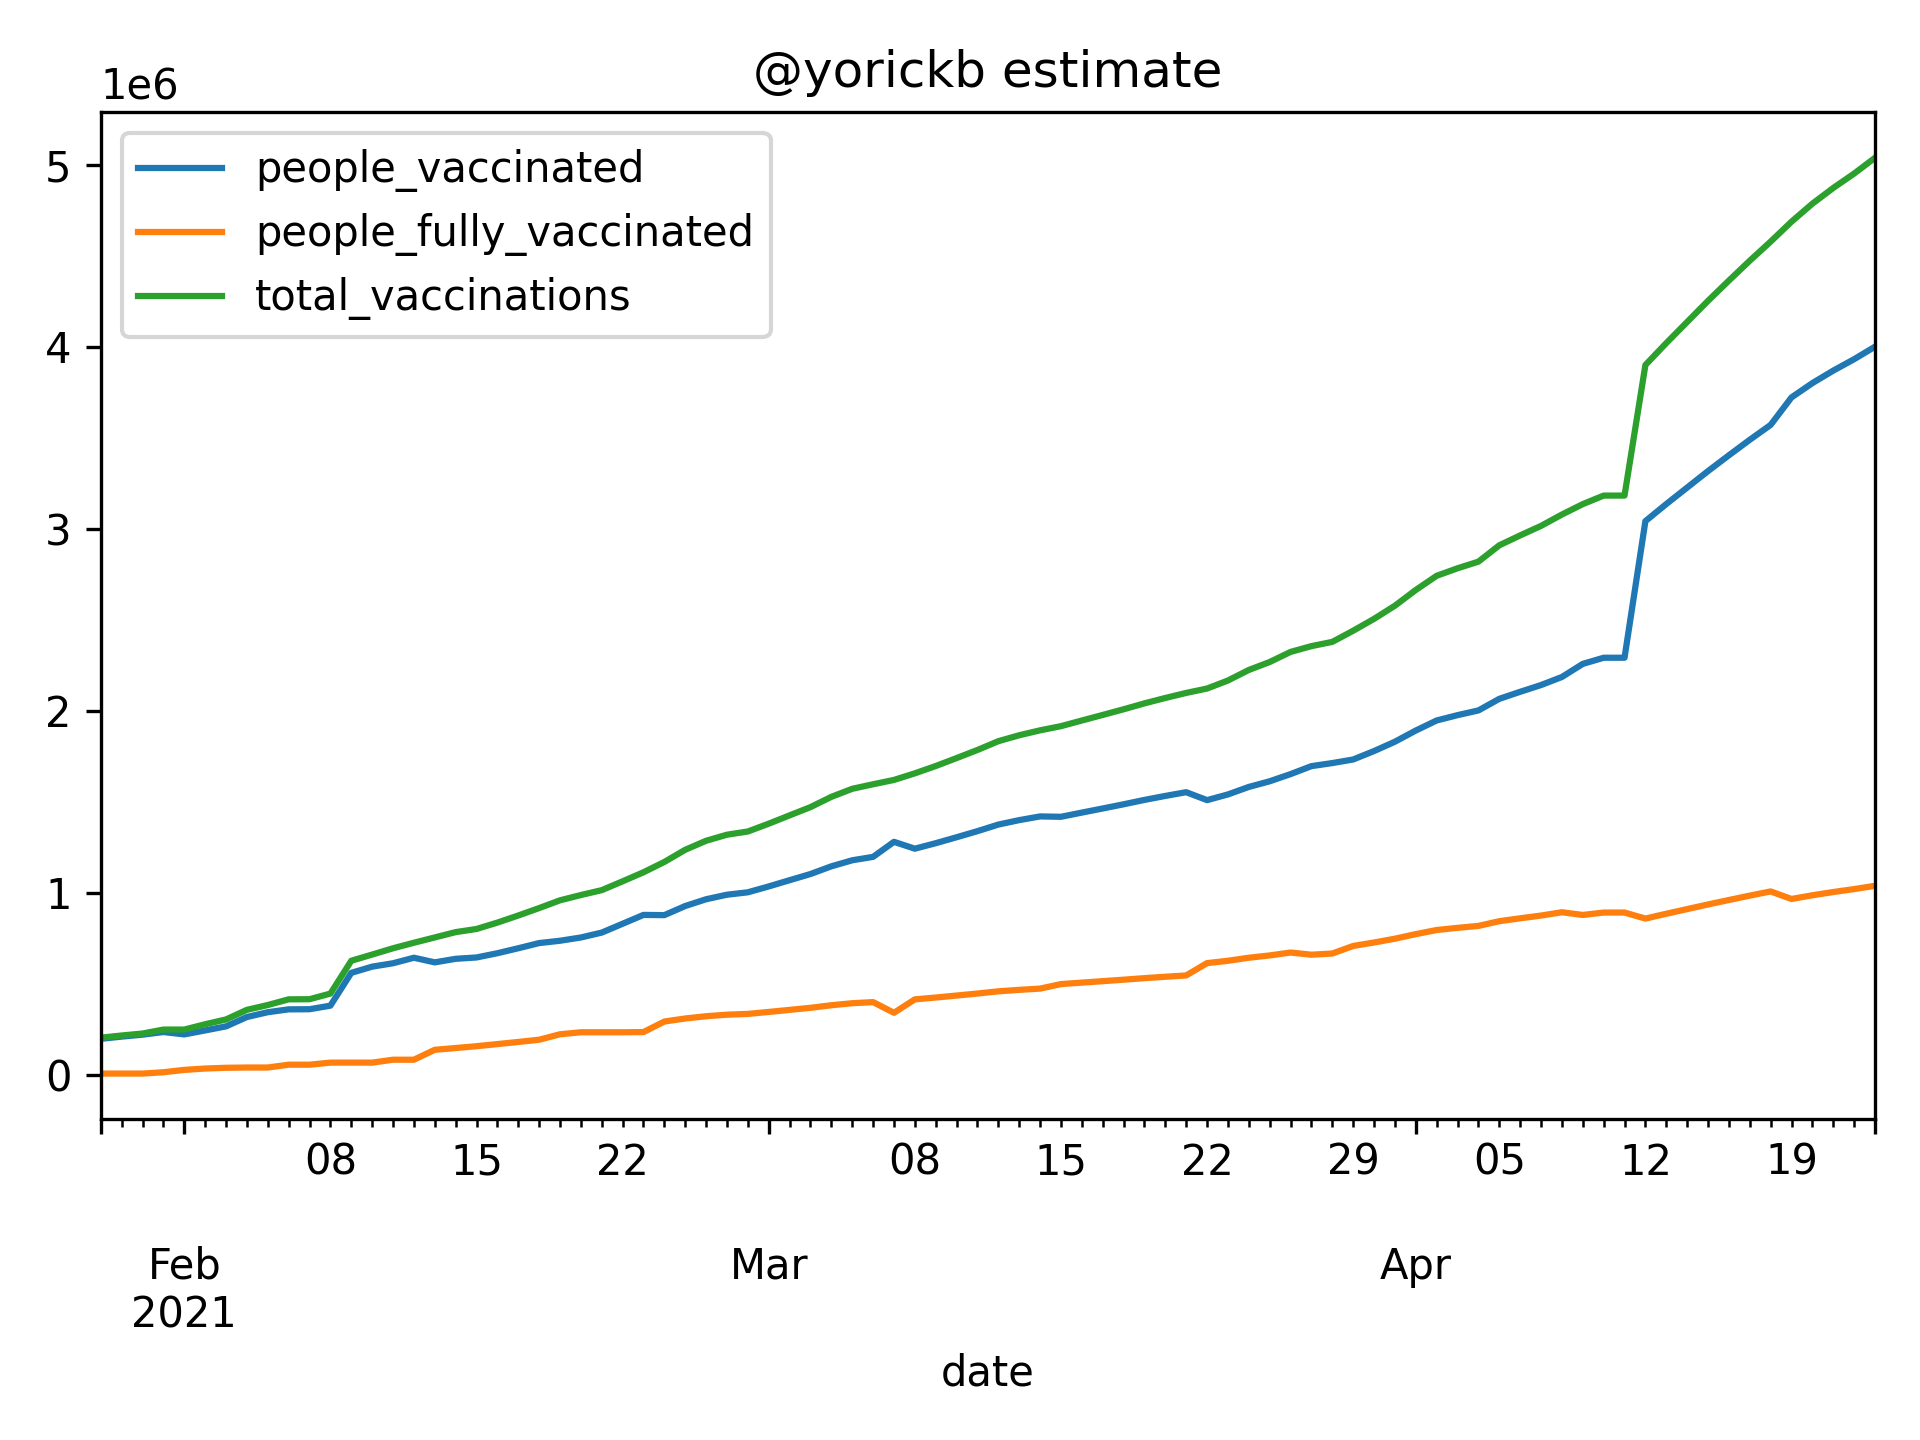 @yorickb estimate
1e6
people_vaccinated
people_fully_vaccinated
total_vaccinations
5
4
3
2
1
0
08 15 22 08 15 22 29 05 12 19
Feb Mar Apr
2021
date